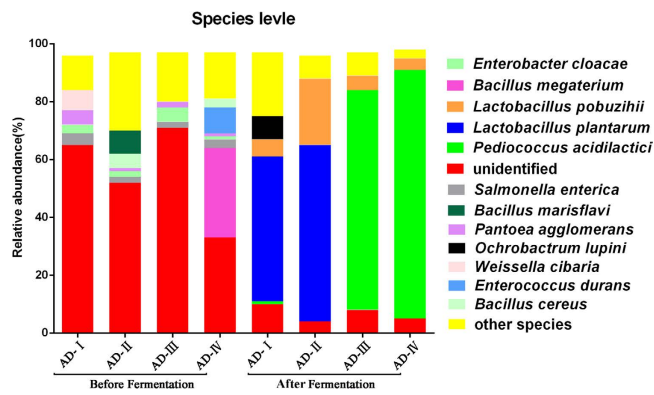 Species levle
Relative abundance(%)
100
80
60
40
20
0
AD- I
AD-II
AD-III
AD-IV
AD- I
AD-II
AD-III
AD-IV
Before Fermentation
After Fermentation
Enterobacter cloacae
Bacillus megaterium
Lactobacillus pobuzihii
Lactobacillus plantarum
Pediococcus acidilactici
unidentified
Salmonella enterica
Bacillus marisflavi
Pantoea agglomerans
Ochrobactrum lupini
Weissella cibaria
Enterococcus durans
Bacillus cereus
other species